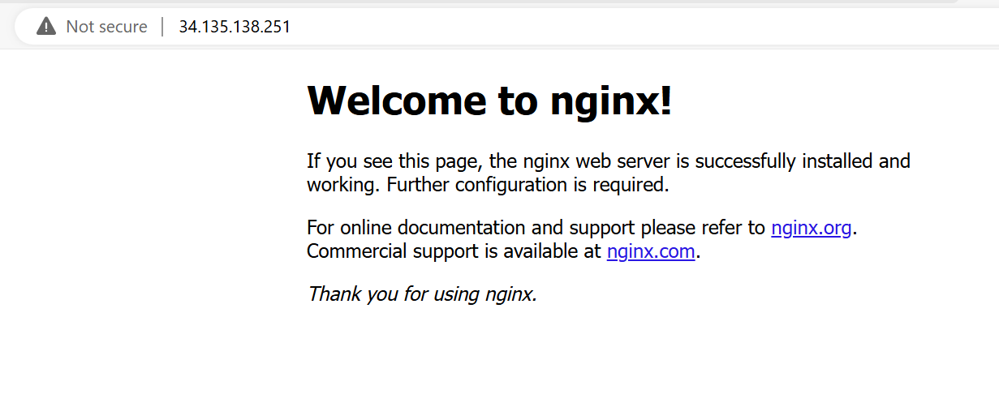 Not secure | 34.135.138.251
Welcome to nginx!
If you see this page, the nginx web server is successfully installed and
working. Further configuration is required.
For online documentation and support please refer to nginx.org.
Commercial support is available at nginx.com.
Thank you for using nginx.